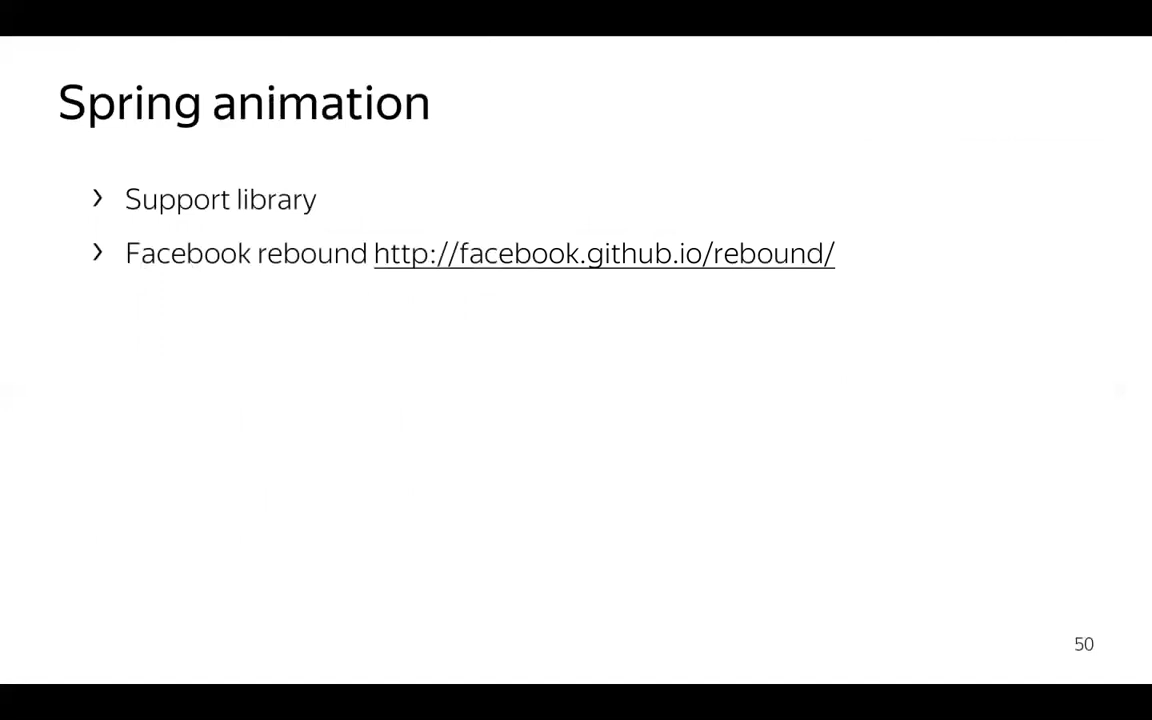 Spring animation
› Support library
› Facebook rebound http://facebook.github.io/rebound/
50